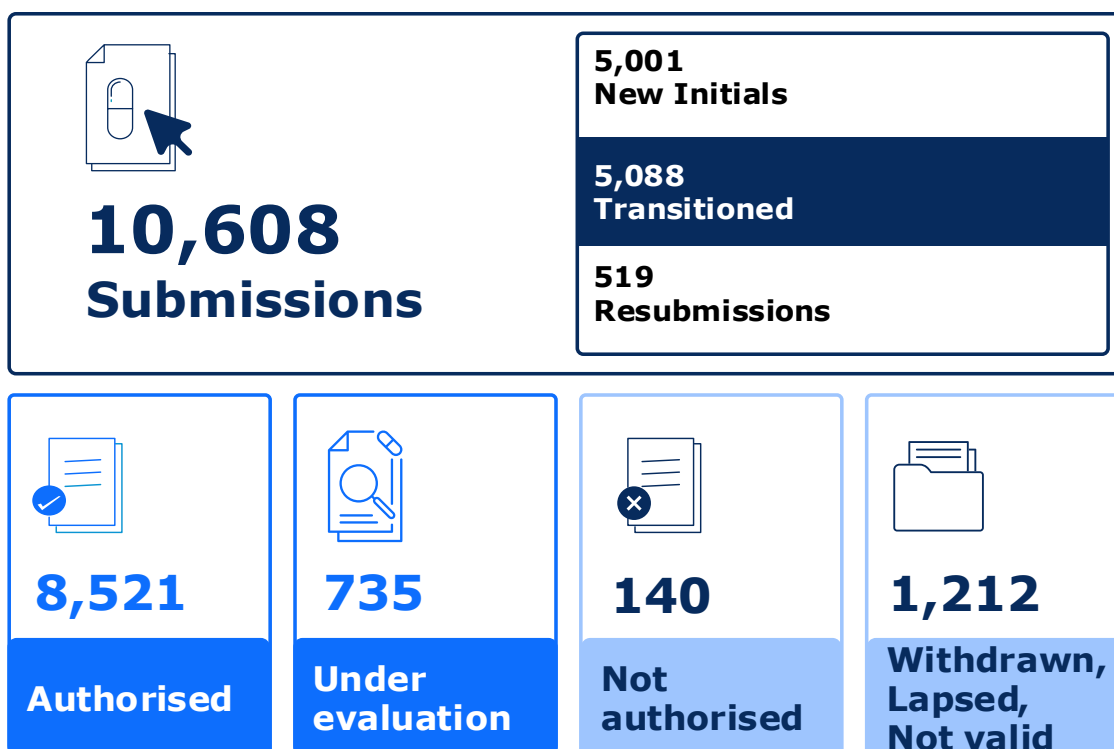 10,608
Submissions
5,001
New Initials
5,088
Transitioned
519
Resubmissions
8,521
Authorised
735
Under
evaluation
140
Not
authorised
1,212
Withdrawn,
Lapsed,
Not valid